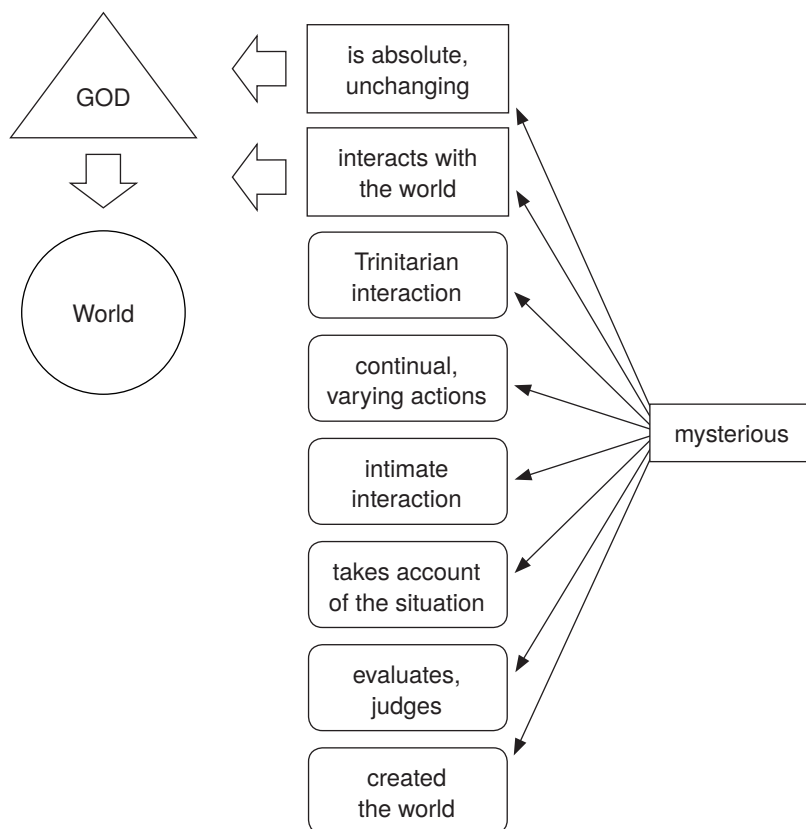 GOD
World
is absolute,
unchanging
interacts with
the world
Trinitarian
interaction
continual,
varying actions
intimate
interaction
takes account
of the situation
evaluates,
judges
created
the world
mysterious